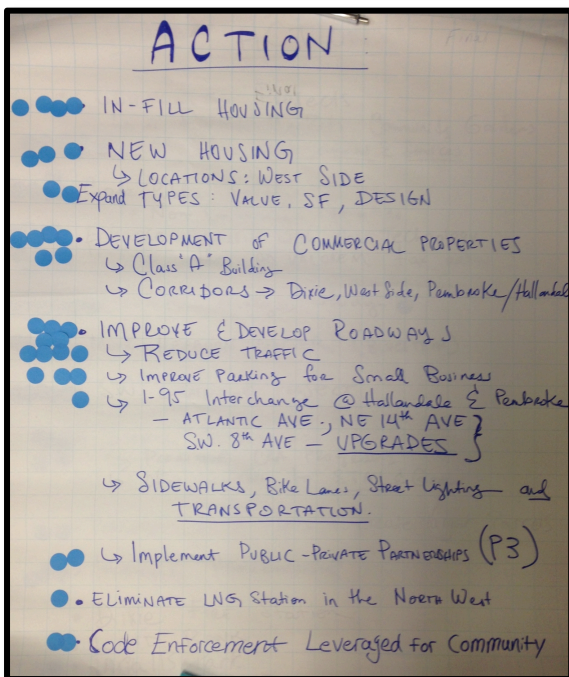 ACTION
• IN-FILL HOUSING
• NEW HOUSING
↳ LOCATIONS: WEST SIDE
Expand TYPES: VALUE, SF, DESIGN
• DEVELOPMENT of COMMERCIAL PROPERTIES
↳ Class "A" Building
↳ CORRIDORS → Dixie, West Side, Pembroke/Hallandale
• IMPROVE & DEVELOP ROADWAYS
↳ REDUCE TRAFFIC
↳ IMPROVE Parking for Small Business
↳ I-95 Interchange @ Hallandale & Pembroke
— ATLANTIC AVE., NE 14th AVE
SW. 8th AVE — UPGRADES
↳ SIDEWALKS, Bike Lanes, Street Lighting and
TRANSPORTATION.
↳ Implement PUBLIC-PRIVATE PARTNERSHIPS (P3)
• ELIMINATE LNG Station in the NORTH WEST
• Code Enforcement Leveraged for Community